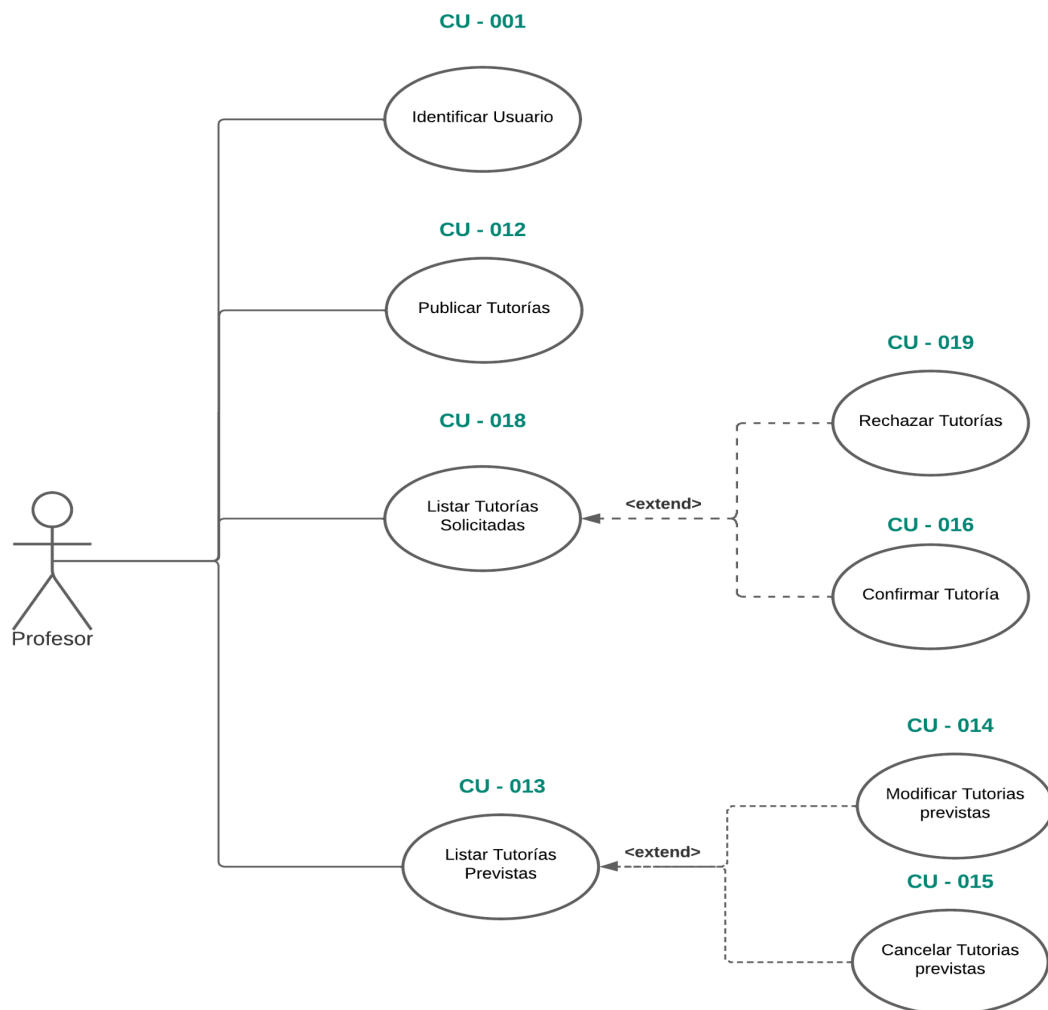 CU - 001
Identificar Usuario
CU - 012
Publicar Tutorías
CU - 019
Rechazar Tutorías
CU - 018
Listar Tutorías
Solicitadas
<extend>
CU - 016
Confirmar Tutoría
Profesor
CU - 014
Modificar Tutorias
previstas
CU - 013
Listar Tutorías
Previstas
<extend>
CU - 015
Cancelar Tutorias
previstas